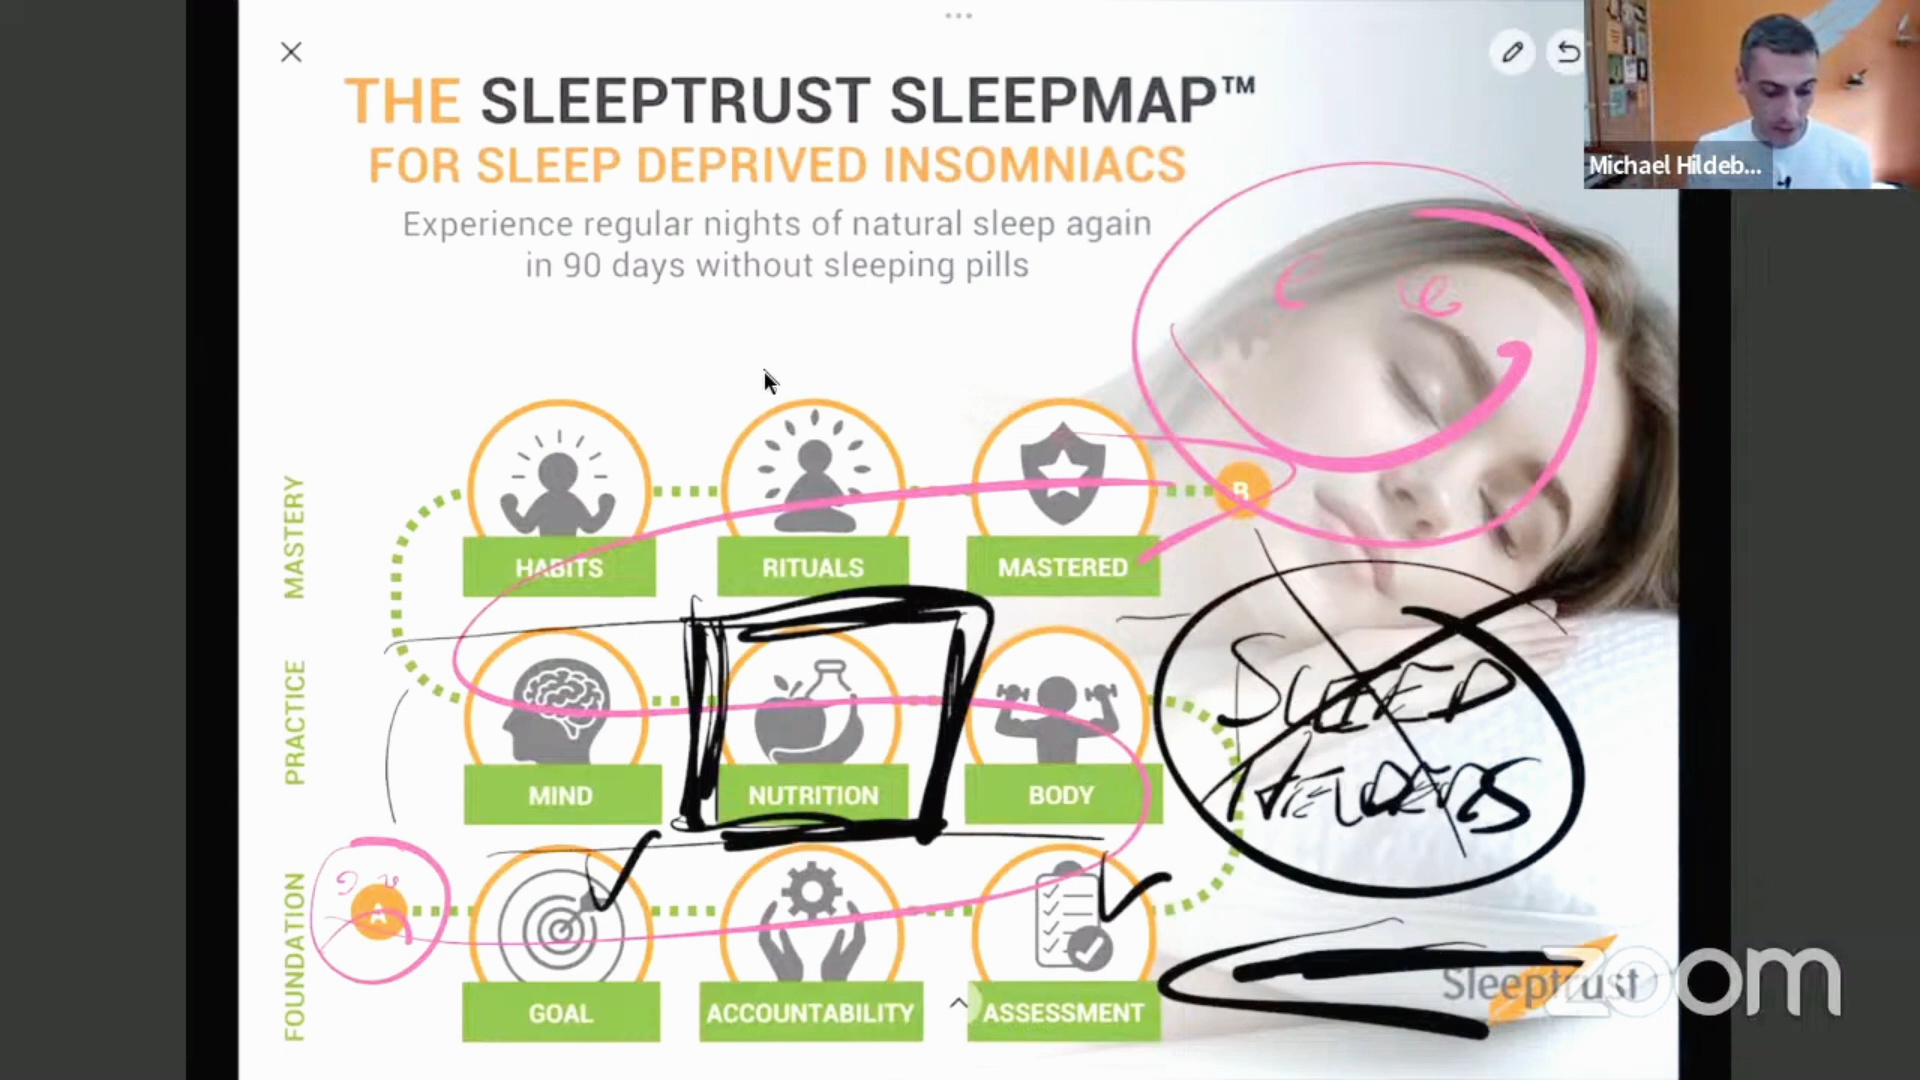 THE SLEEPTRUST SLEEPMAP™
FOR SLEEP DEPRIVED INSOMNIACS
Experience regular nights of natural sleep again
in 90 days without sleeping pills
Michael Hildeb...
MASTERY
HABITS
RITUALS
MASTERED
B
PRACTICE
MIND
NUTRITION
BODY
FOUNDATION
A
GOAL
ACCOUNTABILITY
ASSESSMENT
Sleeptrust
zoom